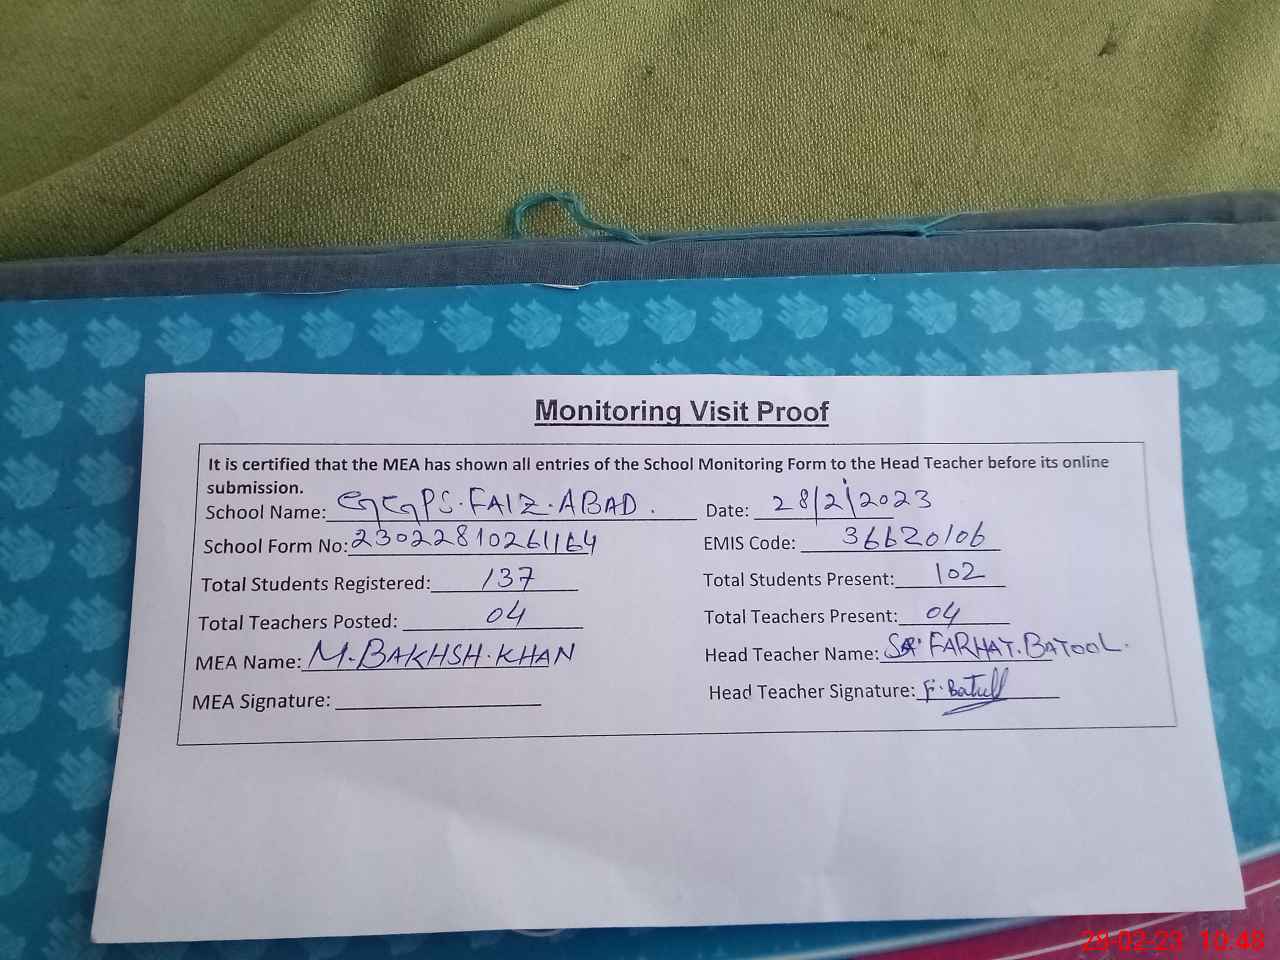 Monitoring Visit Proof
It is certified that the MEA has shown all entries of the School Monitoring Form to the Head Teacher before its online
submission.
School Name: GGPS. FAIZ. ABAD. Date: 28/2/2023
School Form No: 23022810261164 EMIS Code: 36620106
Total Students Registered: 137 Total Students Present: 102
Total Teachers Posted: 04 Total Teachers Present: 04
MEA Name: M. BAKHSH. KHAN Head Teacher Name: FARHAT. BATOOL.
MEA Signature: Head Teacher Signature: F. Batull
28-02-23 10:48